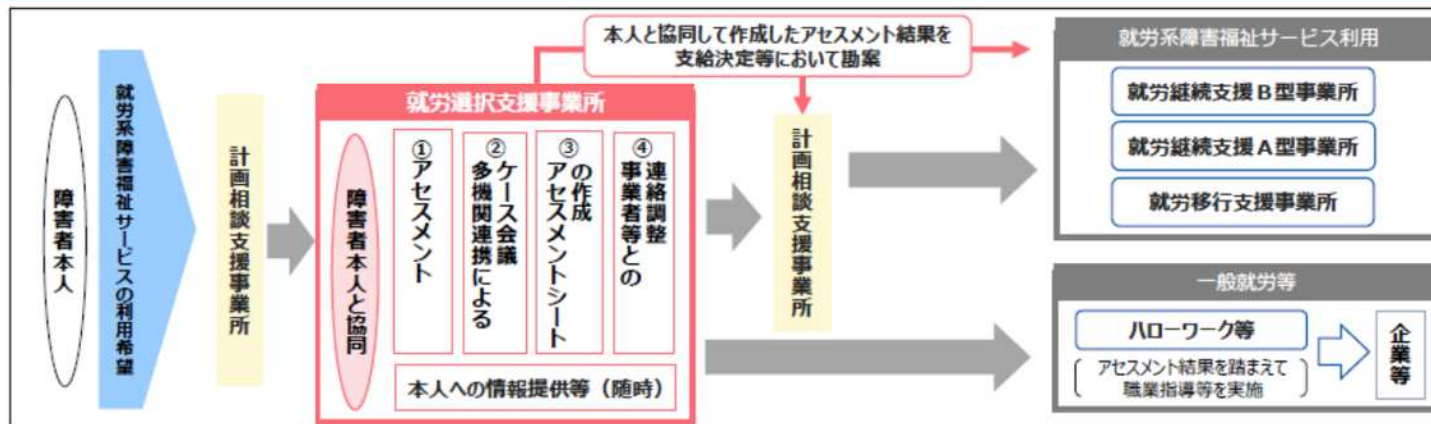 障害者本人
就労系障害福祉サービスの利用希望
計画相談支援事業所
就労選択支援事業所
障害者本人と協同
①アセスメント
②多機関連携による
ケース会議
③アセスメントシート
の作成
④事業者等との
連絡調整
本人への情報提供等（随時）
本人と協同して作成したアセスメント結果を
支給決定等において勘案
計画相談支援事業所
就労系障害福祉サービス利用
就労継続支援Ｂ型事業所
就労継続支援Ａ型事業所
就労移行支援事業所
一般就労等
ハローワーク等
アセスメント結果を踏まえて
職業指導等を実施
企業等